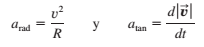 a_rad = v²/R y a_tan = d|v⃗|/dt